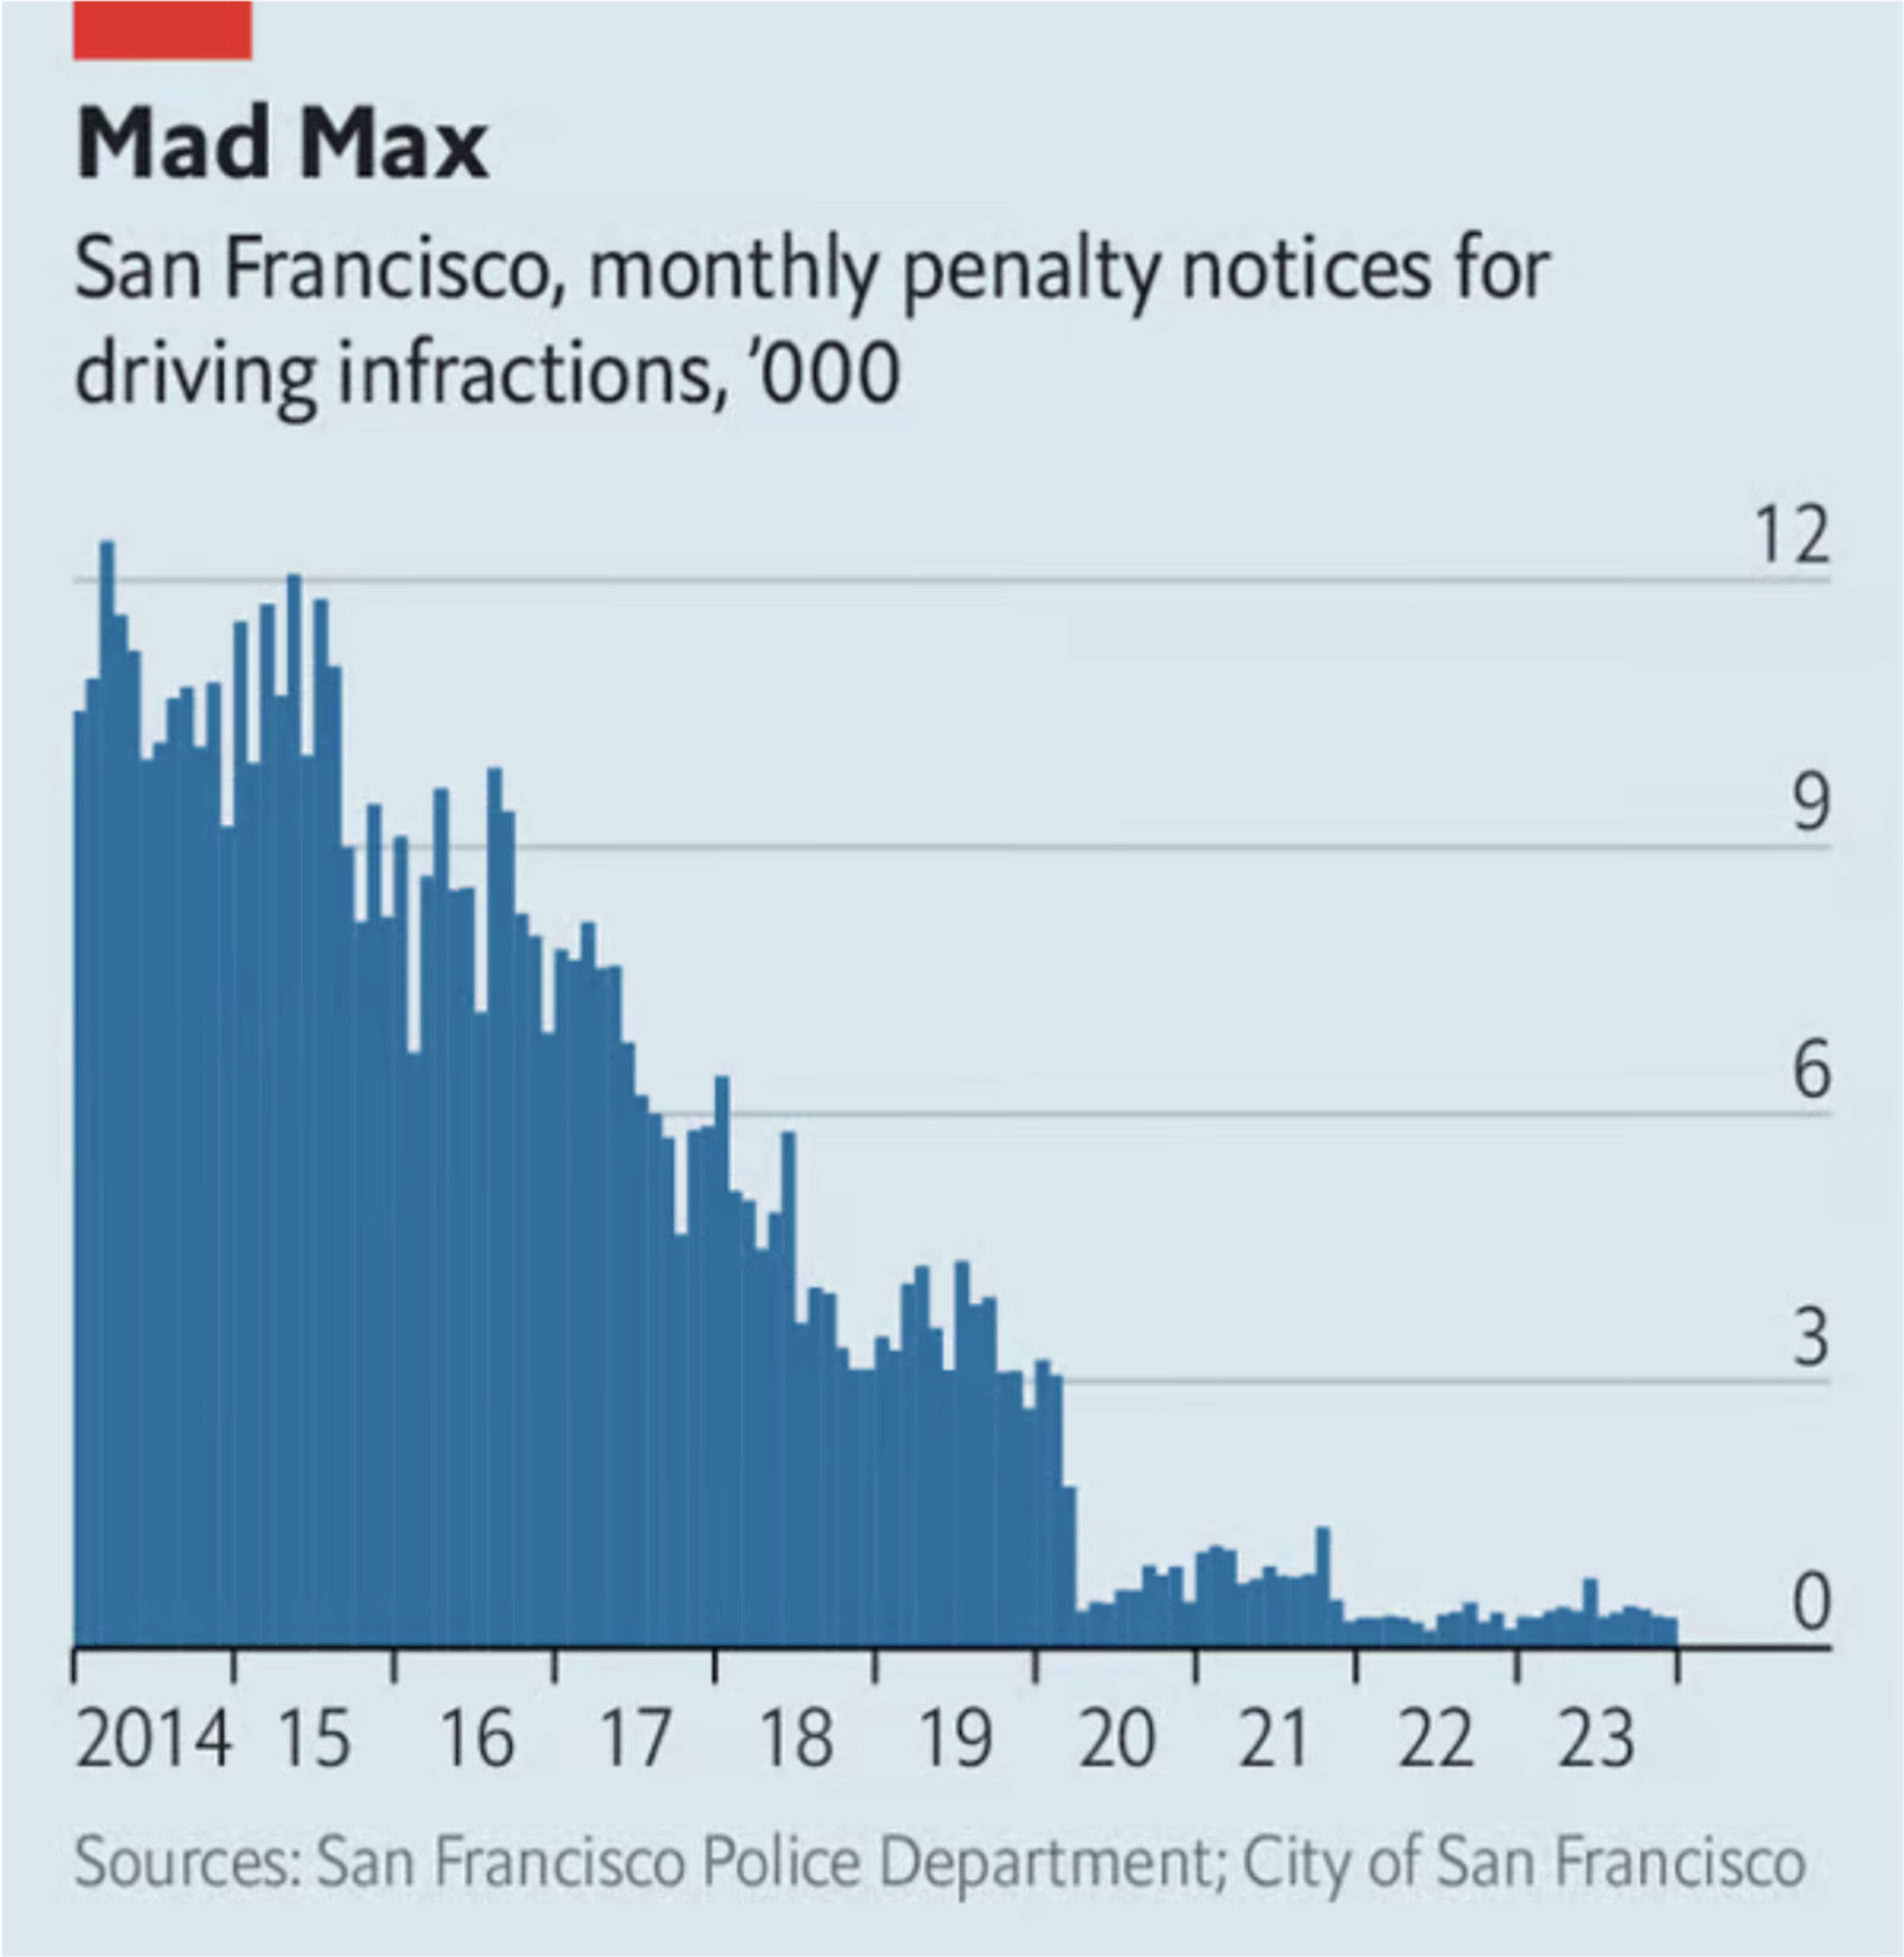 Mad Max
San Francisco, monthly penalty notices for
driving infractions, ’000
12
9
6
3
0
2014 15 16 17 18 19 20 21 22 23
Sources: San Francisco Police Department; City of San Francisco